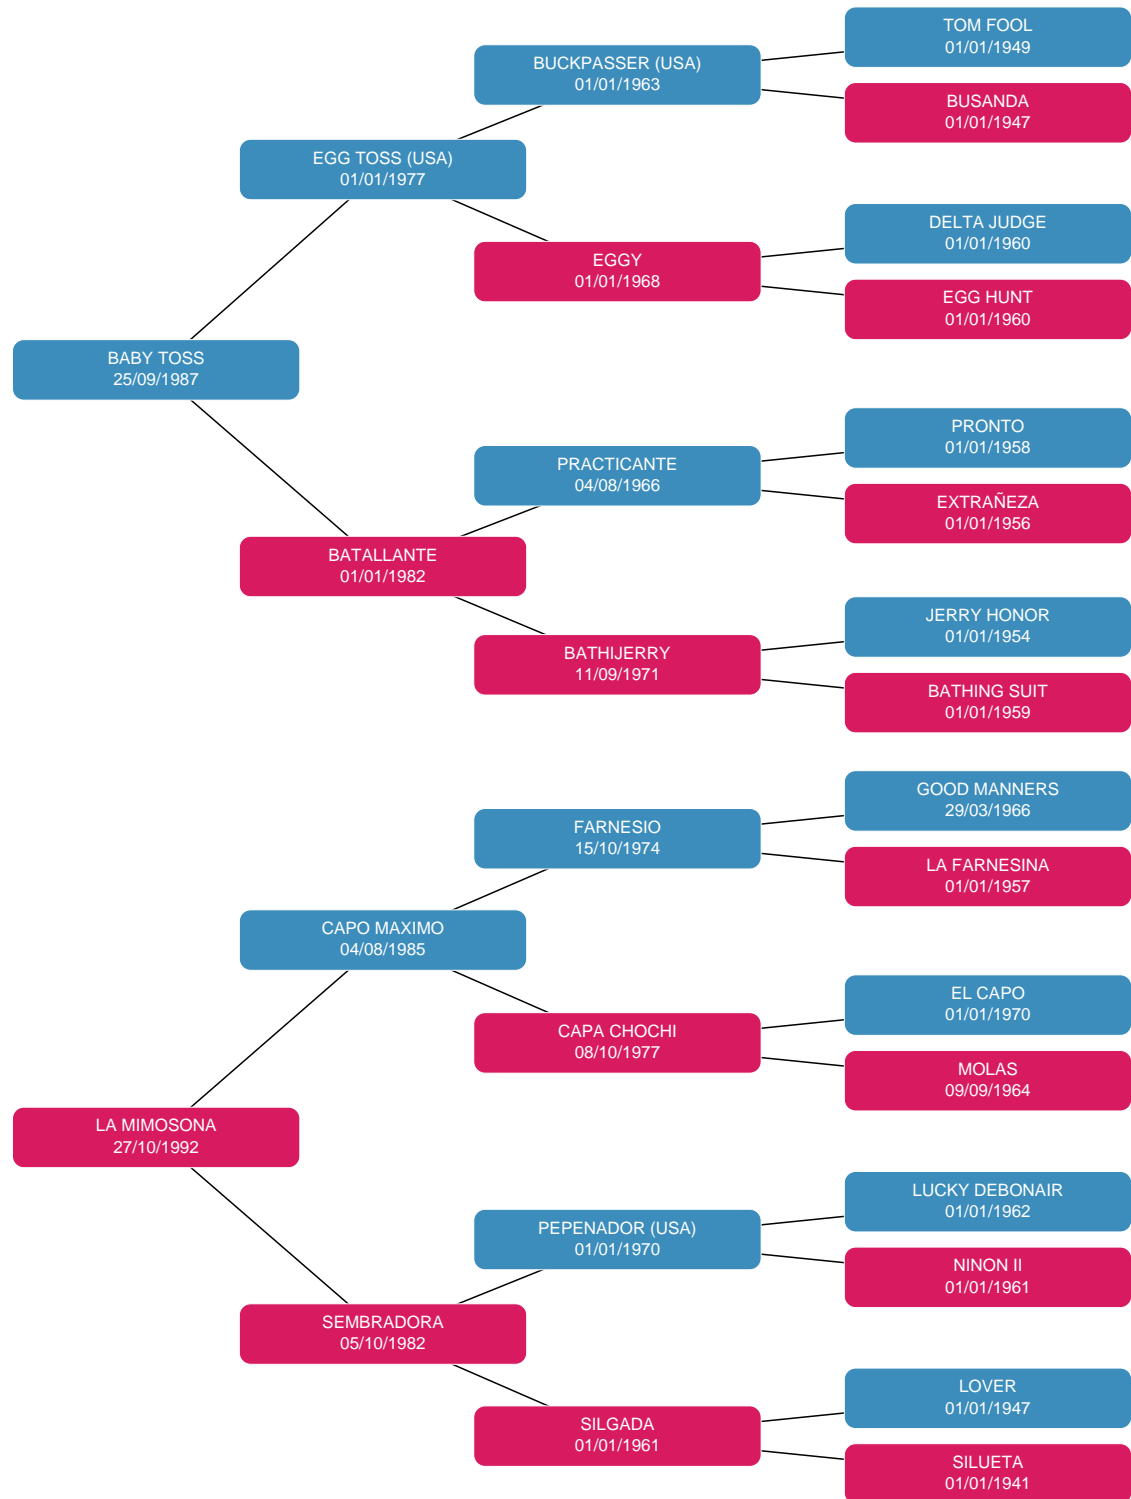 TOM FOOL
01/01/1949
BUCKPASSER (USA)
01/01/1963
BUSANDA
01/01/1947
EGG TOSS (USA)
01/01/1977
DELTA JUDGE
01/01/1960
EGGY
01/01/1968
EGG HUNT
01/01/1960
BABY TOSS
25/09/1987
PRONTO
01/01/1958
PRACTICANTE
04/08/1966
EXTRAÑEZA
01/01/1956
BATALLANTE
01/01/1982
JERRY HONOR
01/01/1954
BATHIJERRY
11/09/1971
BATHING SUIT
01/01/1959
GOOD MANNERS
29/03/1966
FARNESIO
15/10/1974
LA FARNESINA
01/01/1957
CAPO MAXIMO
04/08/1985
EL CAPO
01/01/1970
CAPA CHOCHI
08/10/1977
MOLAS
09/09/1964
LA MIMOSONA
27/10/1992
LUCKY DEBONAIR
01/01/1962
PEPENADOR (USA)
01/01/1970
NINON II
01/01/1961
SEMBRADORA
05/10/1982
LOVER
01/01/1947
SILGADA
01/01/1961
SILUETA
01/01/1941